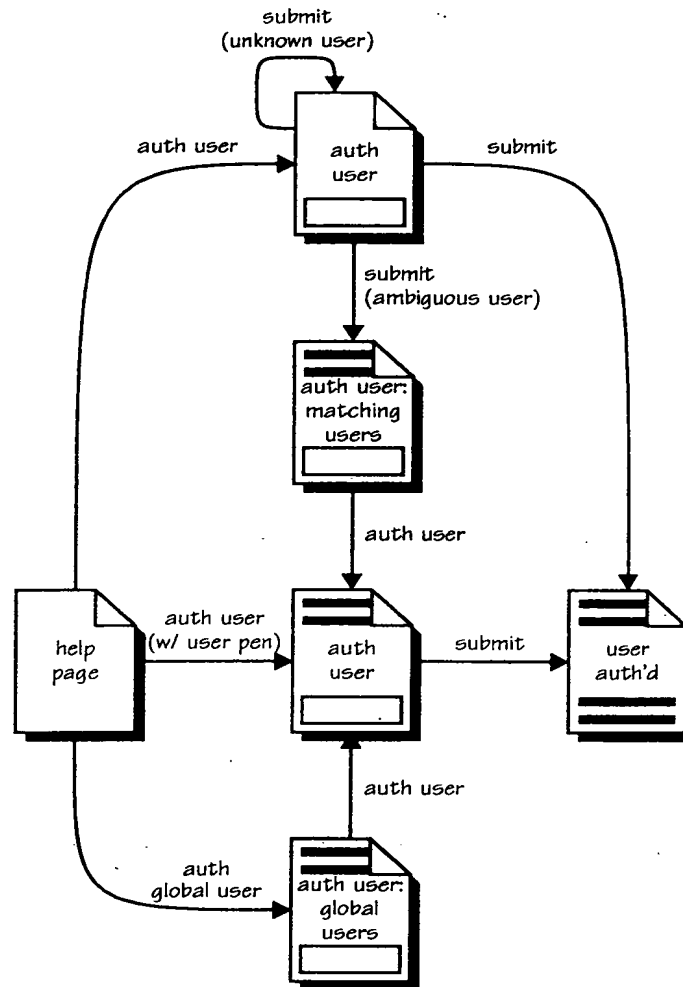 submit
(unknown user)
auth user
auth
user
submit
submit
(ambiguous user)
auth user:
matching
users
auth user
help
page
auth user
(w/ user pen)
auth
user
submit
user
auth'd
auth user
auth
global user
auth user:
global
users